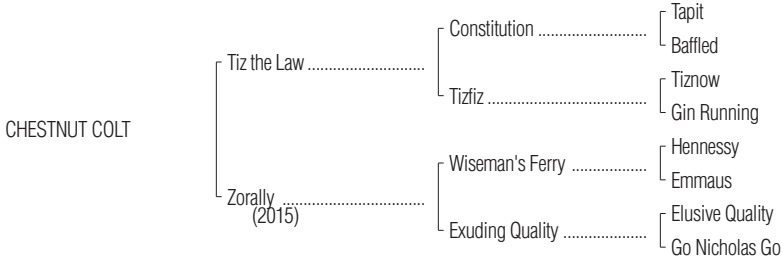 Tapit
Constitution ........................
Baffled
Tiz the Law ..........................
Tiznow
Tizfiz ...................................
Gin Running
CHESTNUT COLT
Hennessy
Wiseman's Ferry ................
Emmaus
Zorally ................................
(2015)
Elusive Quality
Exuding Quality ..................
Go Nicholas Go